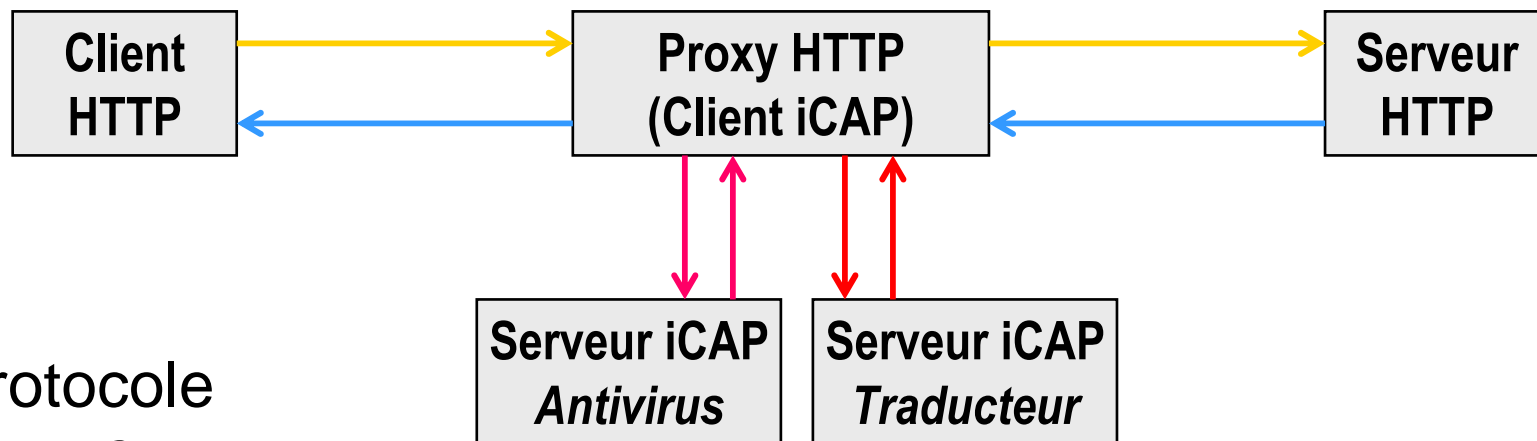 Client
HTTP
Proxy HTTP
(Client iCAP)
Serveur
HTTP
Serveur iCAP
Antivirus
Serveur iCAP
Traducteur
rotocole